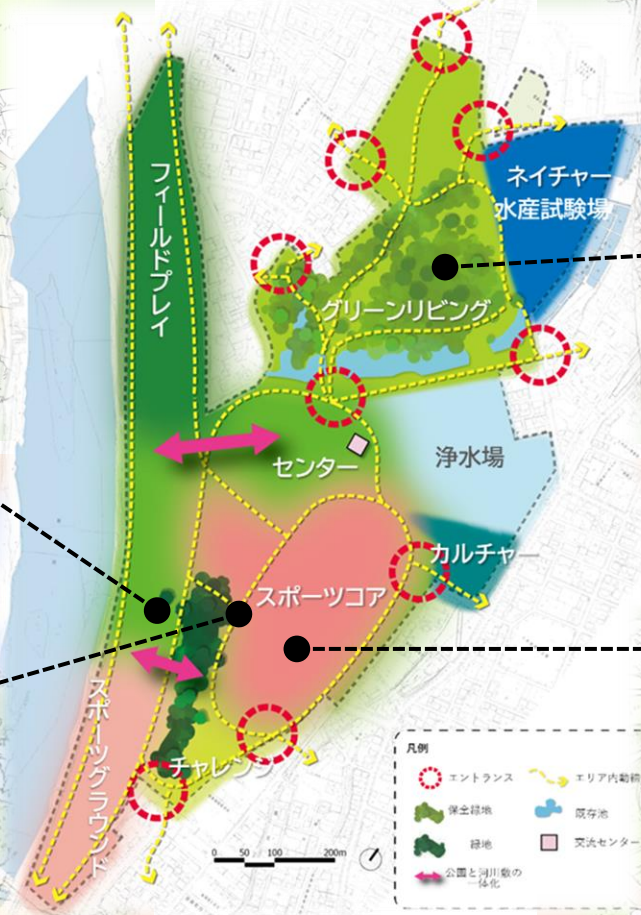 フィールドプレイ
ネイチャー
水産試験場
グリーンリビング
センター
浄水場
カルチャー
スポーツコア
スポーツグラウンド
チャレンジ
0 50 100 200m
凡例
エントランス
エリア内動線
保全緑地
既存池
緑地
交流センター
公園と河川敷の
一体化